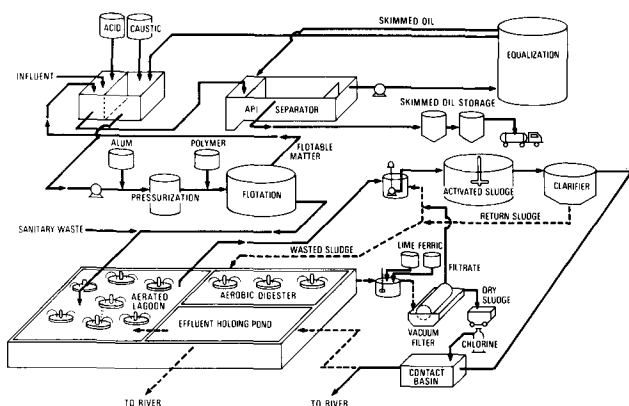 SKIMMED OIL
ACID
CAUSTIC
EQUALIZATION
INFLUENT
API SEPARATOR
SKIMMED OIL STORAGE
ALUM
POLYMER
FLOTABLE
MATTER
PRESSURIZATION
FLOTATION
ACTIVATED SLUDGE
CLARIFIER
RETURN SLUDGE
SANITARY WASTE
WASTED SLUDGE
LIME FERRIC
FILTRATE
AERATED
LAGOON
AEROBIC DIGESTER
DRY
SLUDGE
EFFLUENT HOLDING POND
VACUUM
FILTER
CHLORINE
CONTACT
BASIN
TO RIVER
TO RIVER